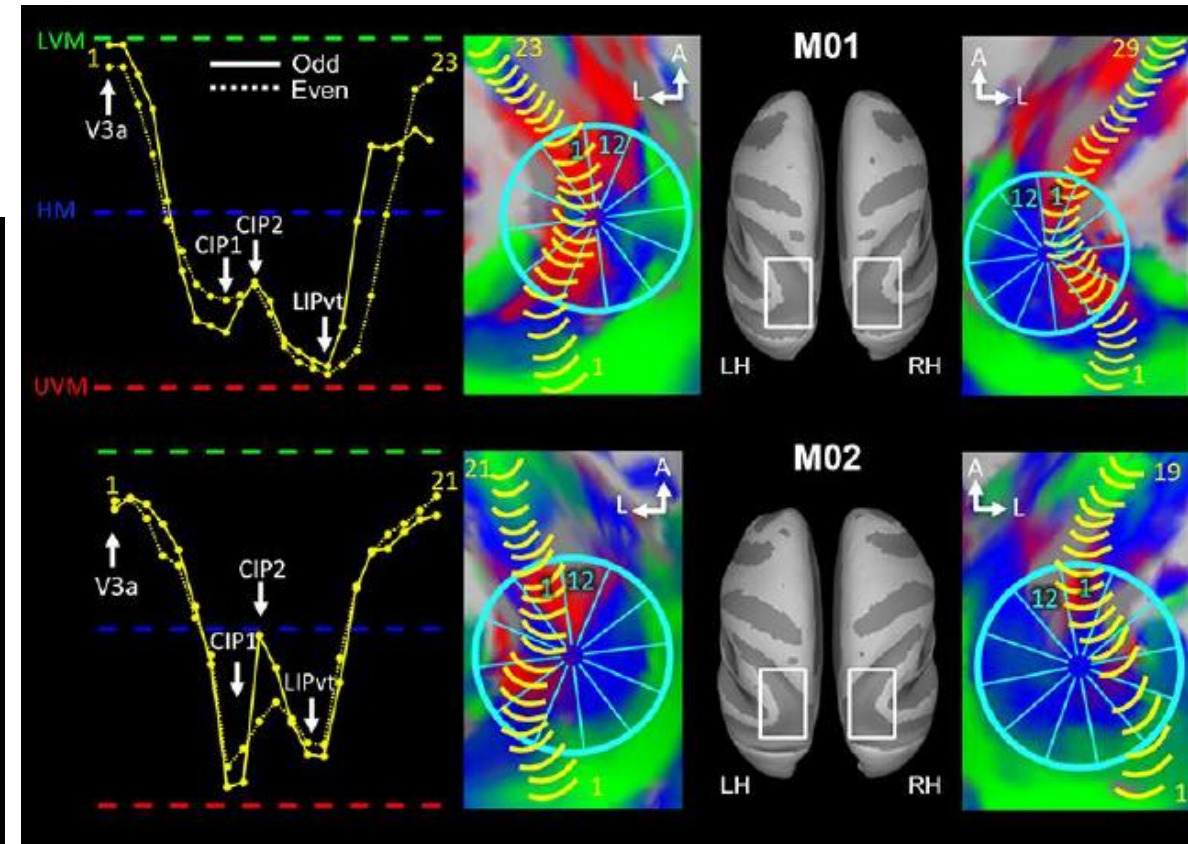 LVM
1
23
Odd
Even
V3a
HM
CIP1
CIP2
LIPvt
UVM
23
A
L
1
12
1
M01
LH
RH
29
A
L
12
1
1
1
21
V3a
CIP2
CIP1
LIPvt
21
A
L
1
12
1
M02
LH
RH
19
A
L
12
1
1